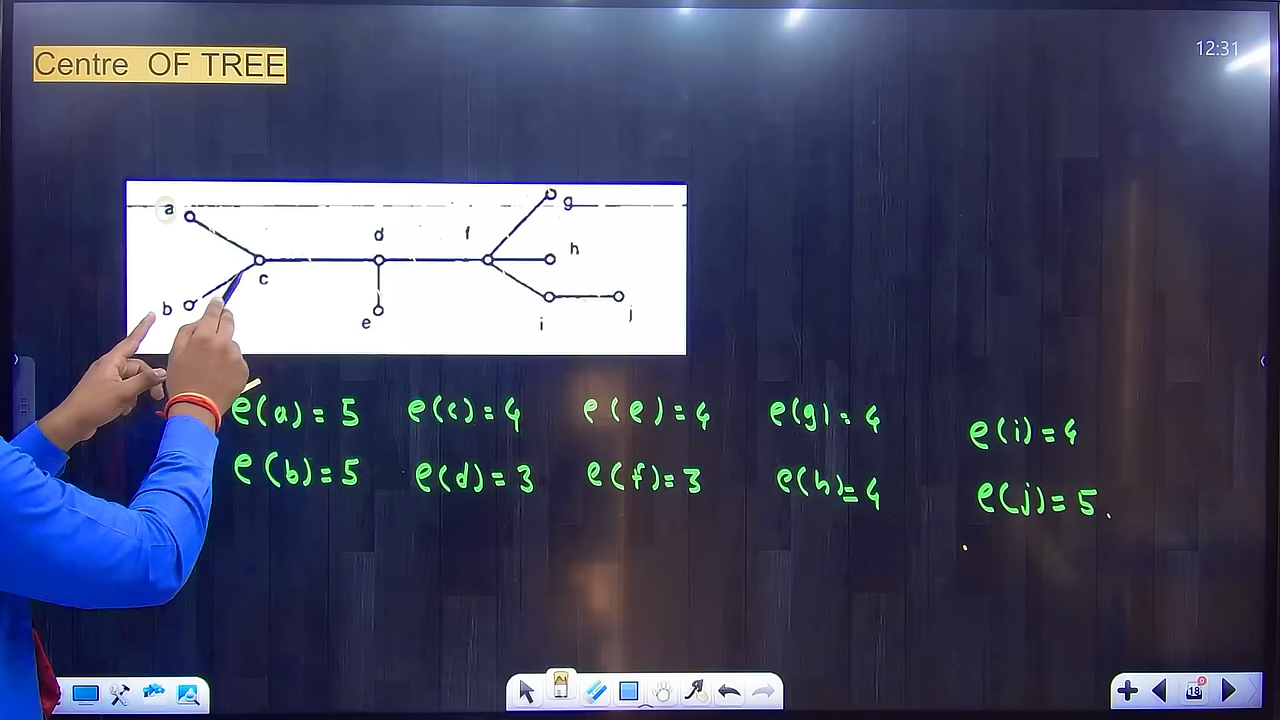 Centre OF TREE
12:31
a
g
d
f
h
c
b
e
i
j
e(a) = 5 e(c) = 4 e(e) = 4 e(g) = 4 e(i) = 4
e(b) = 5 e(d) = 3 e(f) = 3 e(h) = 4 e(j) = 5.
18